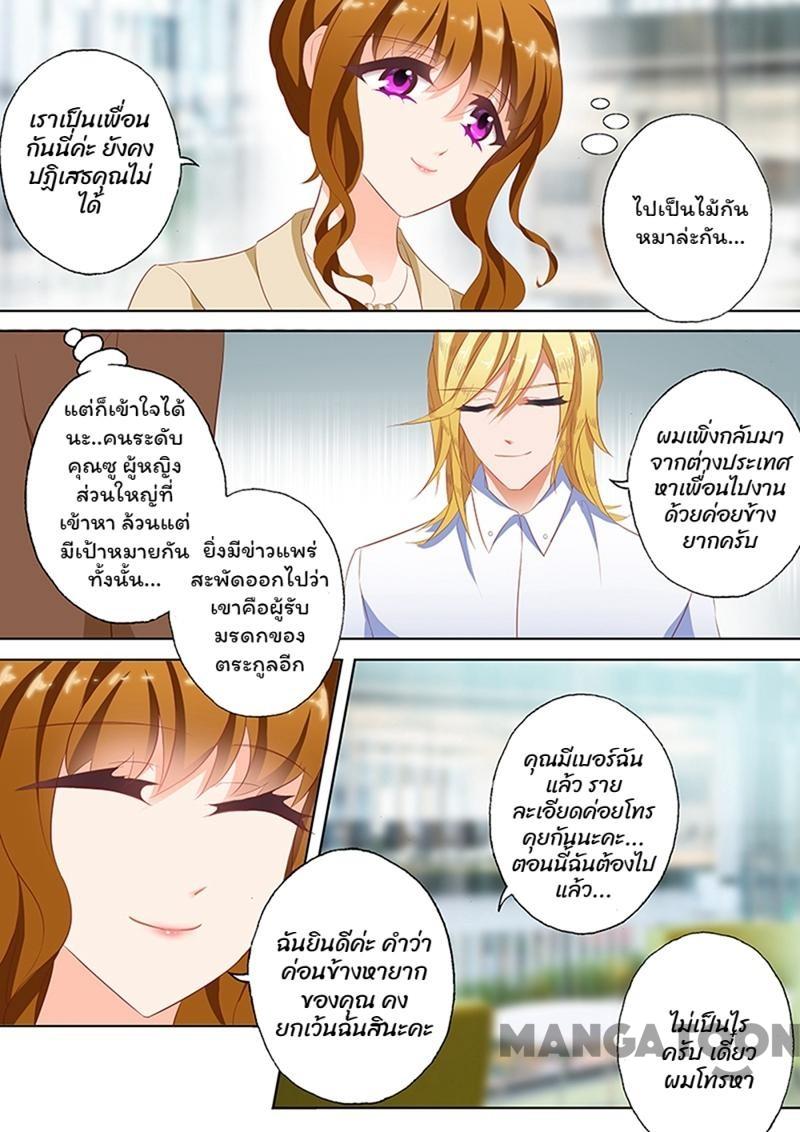 เราเป็นเพื่อน
กันนี่ค่ะ ยังคง
ปฏิเสธคุณไม่
ได้
ไปเป็นไม้กัน
หมาล่ะกัน...
แต่ก็เข้าใจได้
นะ..คนระดับ
คุณซู ผู้หญิง
ส่วนใหญ่ที่
เข้าหา ล้วนแต่
มีเป้าหมายกัน
ทั้งนั้น...
ยิ่งมีข่าวแพร่
สะพัดออกไปว่า
เขาคือผู้รับ
มรดกของ
ตระกูลอีก
ผมเพิ่งกลับมา
จากต่างประเทศ
หาเพื่อนไปงาน
ด้วยค่อยข้าง
ยากครับ
คุณมีเบอร์ฉัน
แล้ว ราย
ละเอียดค่อยโทร
คุยกันนะคะ...
ตอนนี้ฉันต้องไป
แล้ว...
ฉันยินดีค่ะ คำว่า
ค่อนข้างหายาก
ของคุณ คง
ยกเว้นฉันสินะคะ
ไม่เป็นไร
ครับ เดี๋ยว
ผมโทรหา
MANGATOON